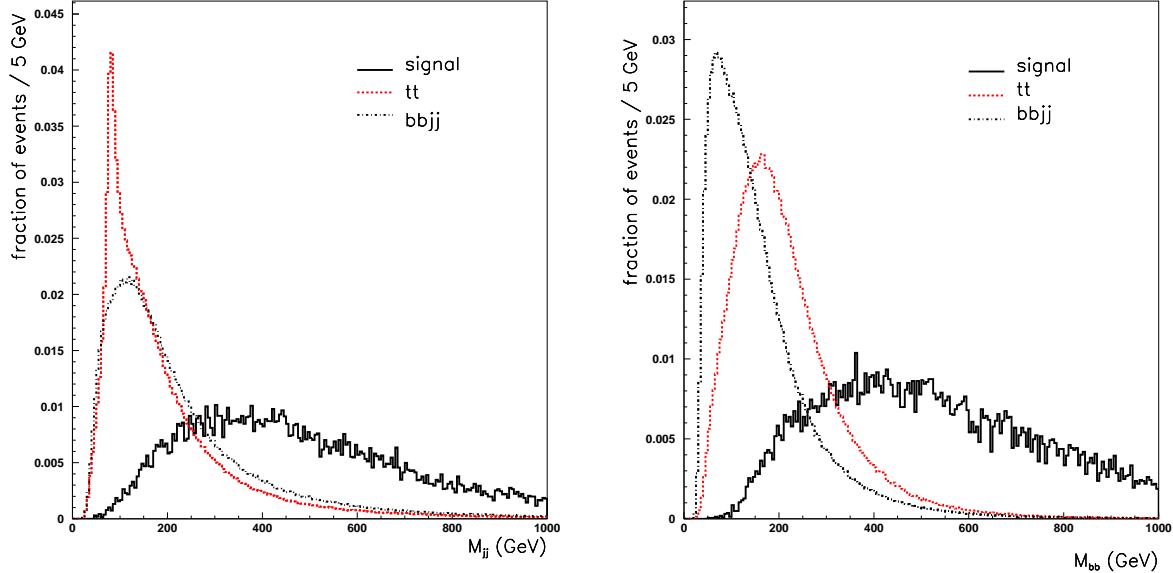 fraction of events / 5 GeV
0.045
0.04
0.035
0.03
0.025
0.02
0.015
0.01
0.005
0
signal
tt
bbjj
0 200 400 600 800 1000
M_jj (GeV)
fraction of events / 5 GeV
0.03
0.025
0.02
0.015
0.01
0.005
0
signal
tt
bbjj
0 200 400 600 800 1000
M_bb (GeV)